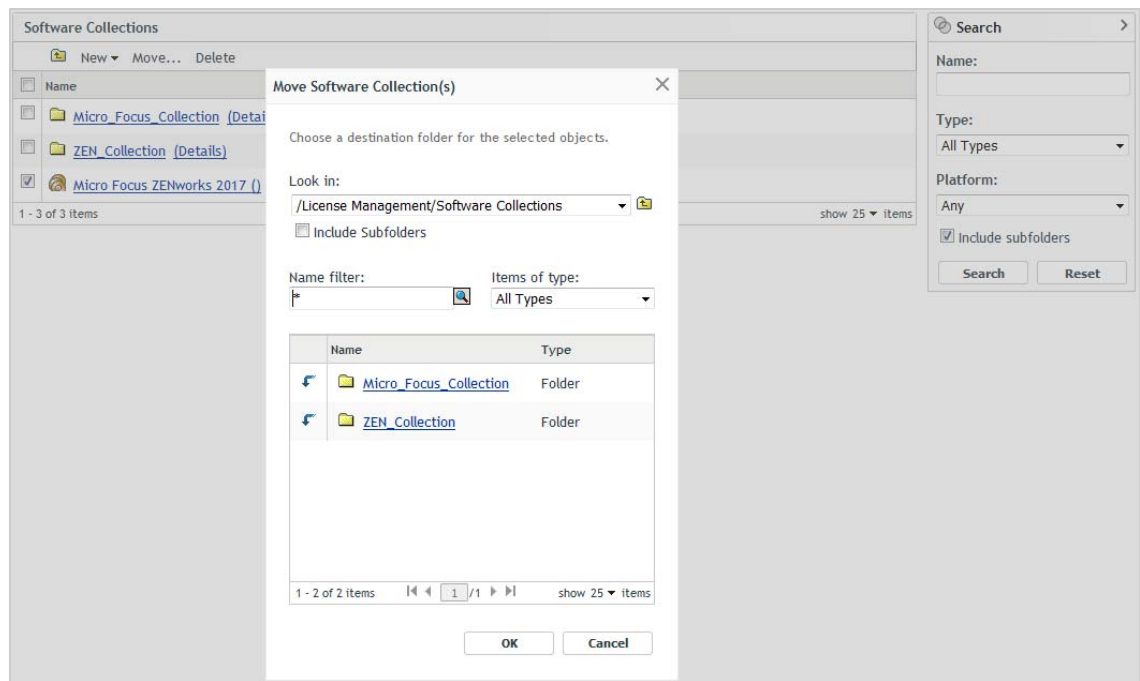 Software Collections
New Move... Delete
Name
Micro_Focus_Collection (Detai
ZEN_Collection (Details)
Micro Focus ZENworks 2017 ()
1 - 3 of 3 items
show 25 items
Move Software Collection(s)
Choose a destination folder for the selected objects.
Look in:
/License Management/Software Collections
Include Subfolders
Name filter: Items of type:
* All Types
Name Type
Micro_Focus_Collection Folder
ZEN_Collection Folder
1 - 2 of 2 items 1 /1 show 25 items
OK Cancel
Search
Name:
Type:
All Types
Platform:
Any
Include subfolders
Search Reset